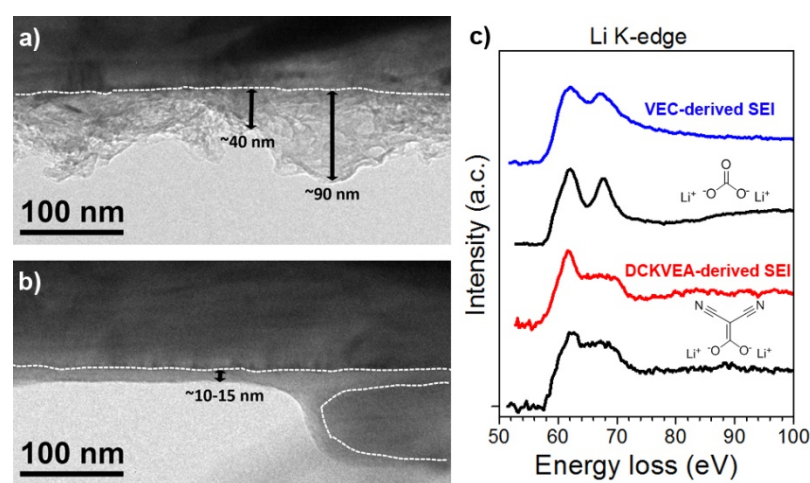 a)
~40 nm
~90 nm
100 nm
b)
~10-15 nm
100 nm
c)
Li K-edge
VEC-derived SEI
O
Li⁺ ⁻O O⁻ Li⁺
DCKVEA-derived SEI
N N
Li⁺ ⁻O O⁻ Li⁺
Intensity (a.c.)
50 60 70 80 90 100
Energy loss (eV)